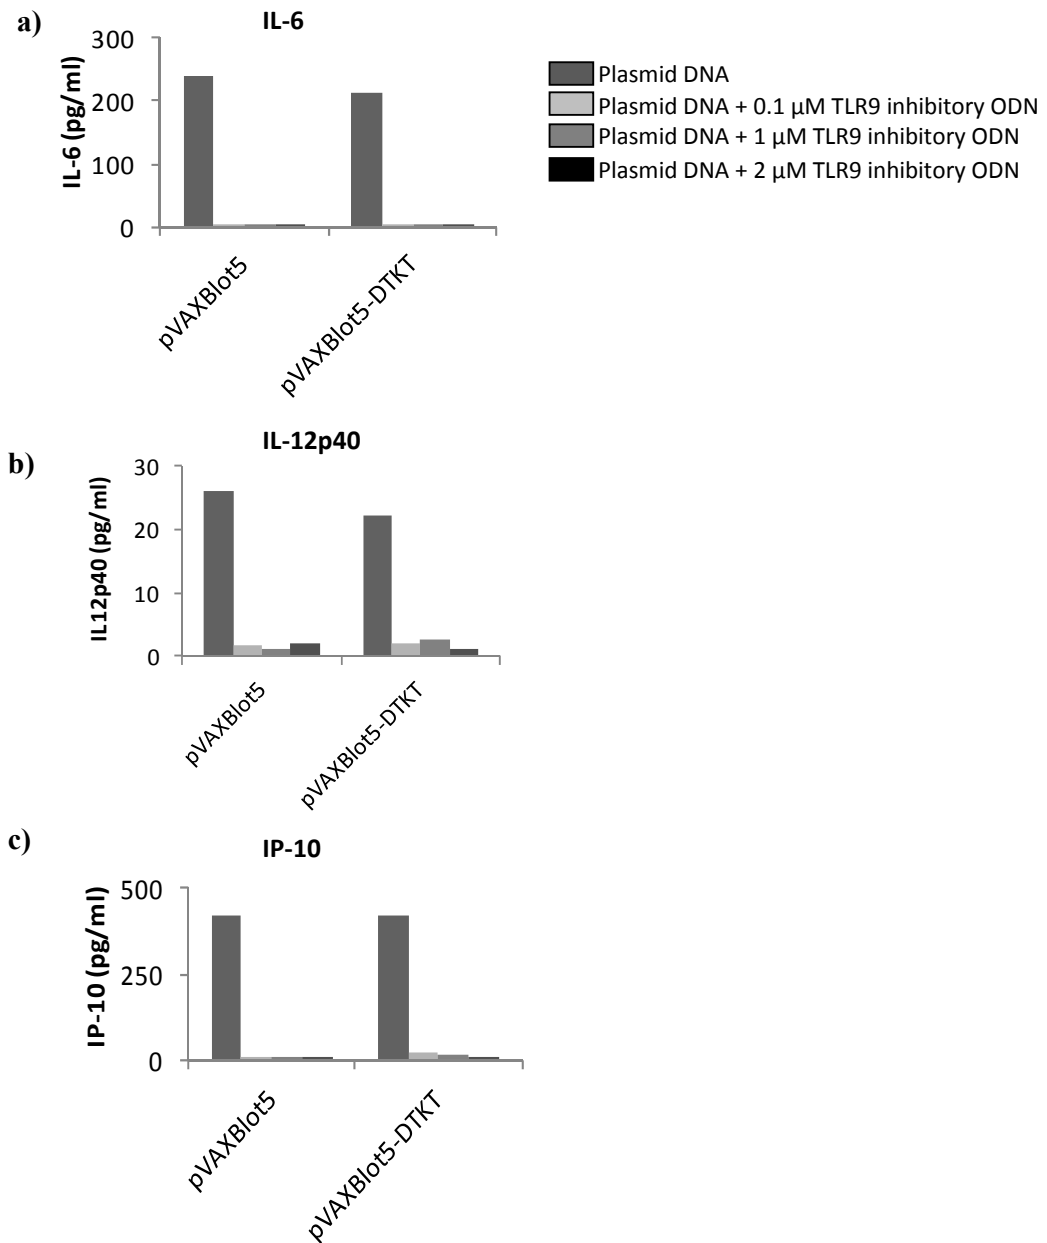 a)
IL-6
IL-6 (pg/ml)
300
200
100
0
pVAXBlot5
pVAXBlot5-DTKT
Plasmid DNA
Plasmid DNA + 0.1 µM TLR9 inhibitory ODN
Plasmid DNA + 1 µM TLR9 inhibitory ODN
Plasmid DNA + 2 µM TLR9 inhibitory ODN
b)
IL-12p40
IL12p40 (pg/ml)
30
20
10
0
pVAXBlot5
pVAXBlot5-DTKT
c)
IP-10
IP-10 (pg/ml)
500
250
0
pVAXBlot5
pVAXBlot5-DTKT